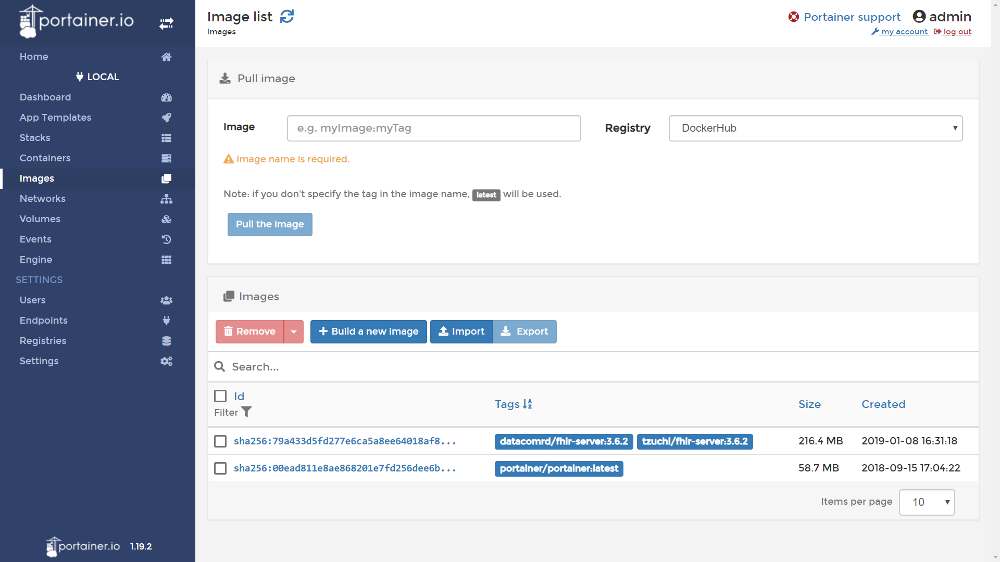 portainer.io
Home
LOCAL
Dashboard
App Templates
Stacks
Containers
Images
Networks
Volumes
Events
Engine
SETTINGS
Users
Endpoints
Registries
Settings
portainer.io 1.19.2
Image list
Images
Portainer support admin
my account log out
Pull image
Image e.g. myImage:myTag Registry DockerHub
Image name is required.
Note: if you don't specify the tag in the image name, latest will be used.
Pull the image
Images
Remove Build a new image Import Export
Search...
Id Tags Size Created
Filter
sha256:79a433d5fd277e6ca5a8ee64018af8... datacomrd/fhir-server:3.6.2 tzuchi/fhir-server:3.6.2 216.4 MB 2019-01-08 16:31:18
sha256:00ead811e8ae868201e7fd256dee6b... portainer/portainer:latest 58.7 MB 2018-09-15 17:04:22
Items per page 10